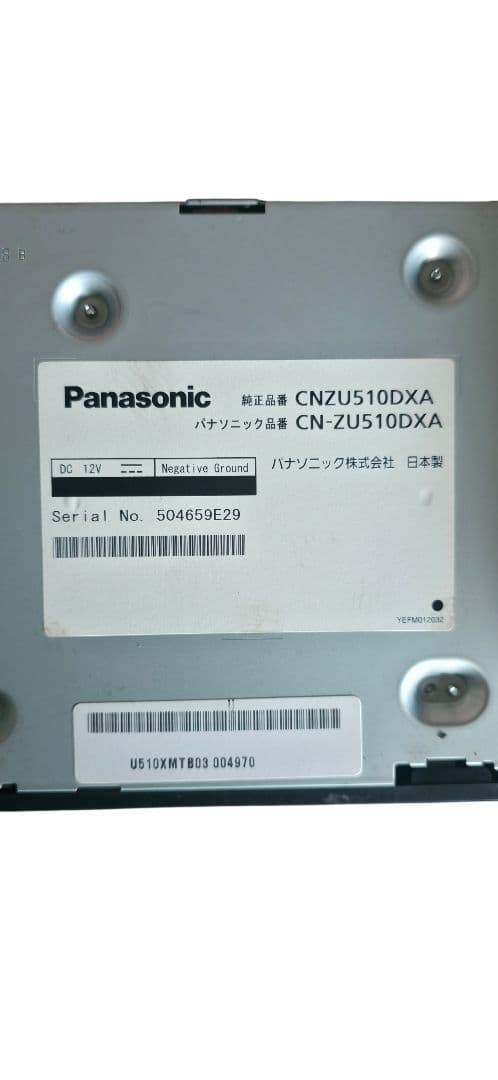 Panasonic 純正品番 CNZU510DXA
パナソニック品番 CN-ZU510DXA
DC 12V Negative Ground パナソニック株式会社 日本製
Serial No. 504659E29
YEFM012032
U510XMTB03 004970